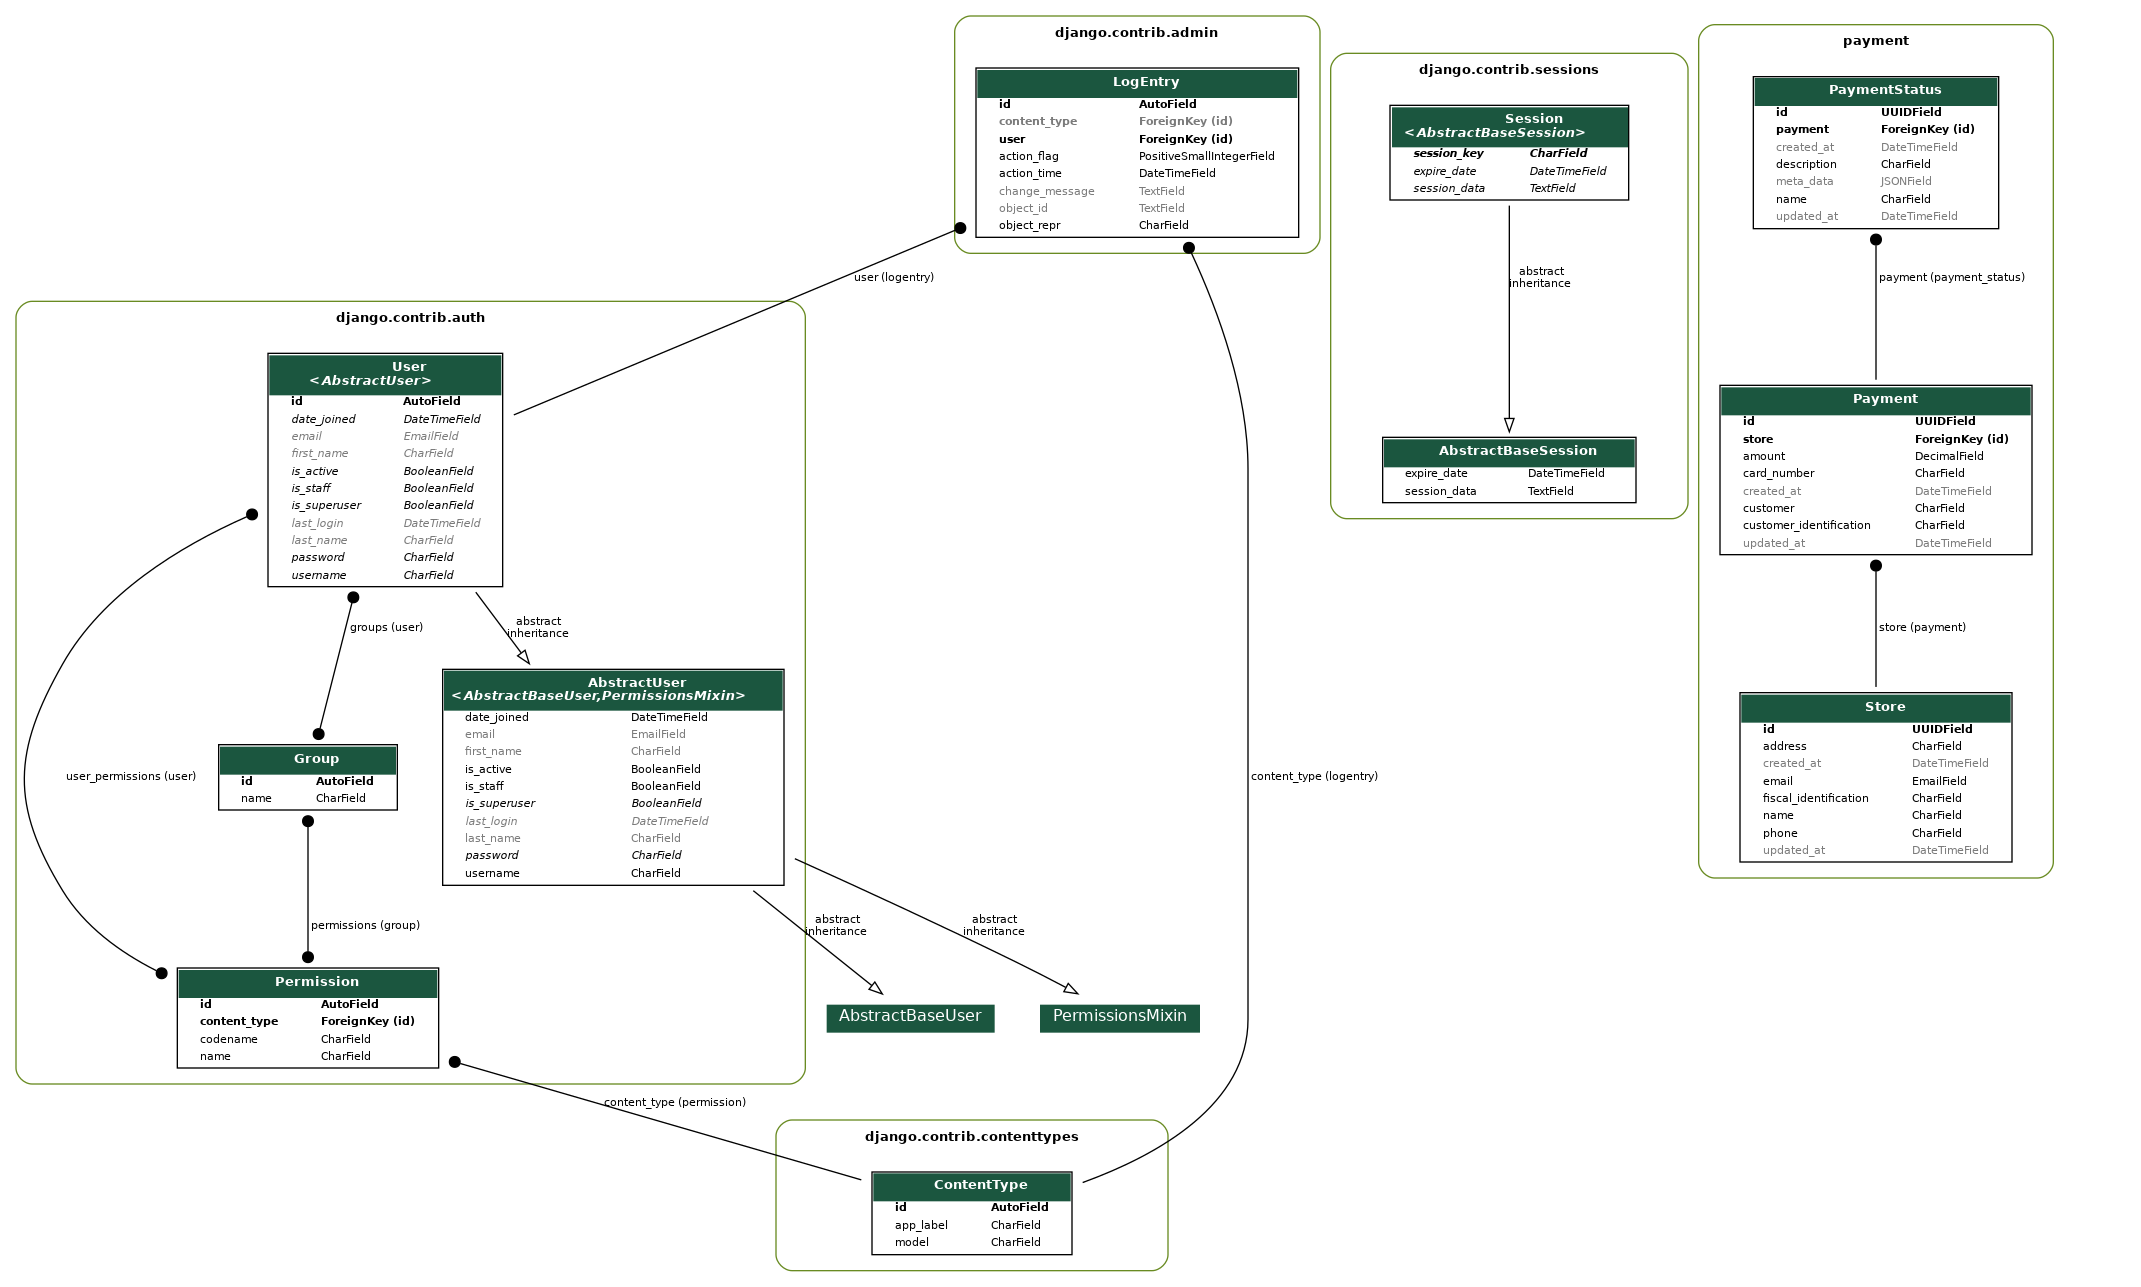 django.contrib.admin
LogEntry
id AutoField
content_type ForeignKey (id)
user ForeignKey (id)
action_flag PositiveSmallIntegerField
action_time DateTimeField
change_message TextField
object_id TextField
object_repr CharField
django.contrib.sessions
Session
<AbstractBaseSession>
session_key CharField
expire_date DateTimeField
session_data TextField
abstract
inheritance
AbstractBaseSession
expire_date DateTimeField
session_data TextField
payment
PaymentStatus
id UUIDField
payment ForeignKey (id)
created_at DateTimeField
description CharField
meta_data JSONField
name CharField
updated_at DateTimeField
payment (payment_status)
Payment
id UUIDField
store ForeignKey (id)
amount DecimalField
card_number CharField
created_at DateTimeField
customer CharField
customer_identification CharField
updated_at DateTimeField
store (payment)
Store
id UUIDField
address CharField
created_at DateTimeField
email EmailField
fiscal_identification CharField
name CharField
phone CharField
updated_at DateTimeField
user (logentry)
django.contrib.auth
User
<AbstractUser>
id AutoField
date_joined DateTimeField
email EmailField
first_name CharField
is_active BooleanField
is_staff BooleanField
is_superuser BooleanField
last_login DateTimeField
last_name CharField
password CharField
username CharField
groups (user)
abstract
inheritance
AbstractUser
<AbstractBaseUser,PermissionsMixin>
date_joined DateTimeField
email EmailField
first_name CharField
is_active BooleanField
is_staff BooleanField
is_superuser BooleanField
last_login DateTimeField
last_name CharField
password CharField
username CharField
user_permissions (user)
Group
id AutoField
name CharField
permissions (group)
Permission
id AutoField
content_type ForeignKey (id)
codename CharField
name CharField
abstract
inheritance
abstract
inheritance
AbstractBaseUser
PermissionsMixin
content_type (logentry)
content_type (permission)
django.contrib.contenttypes
ContentType
id AutoField
app_label CharField
model CharField